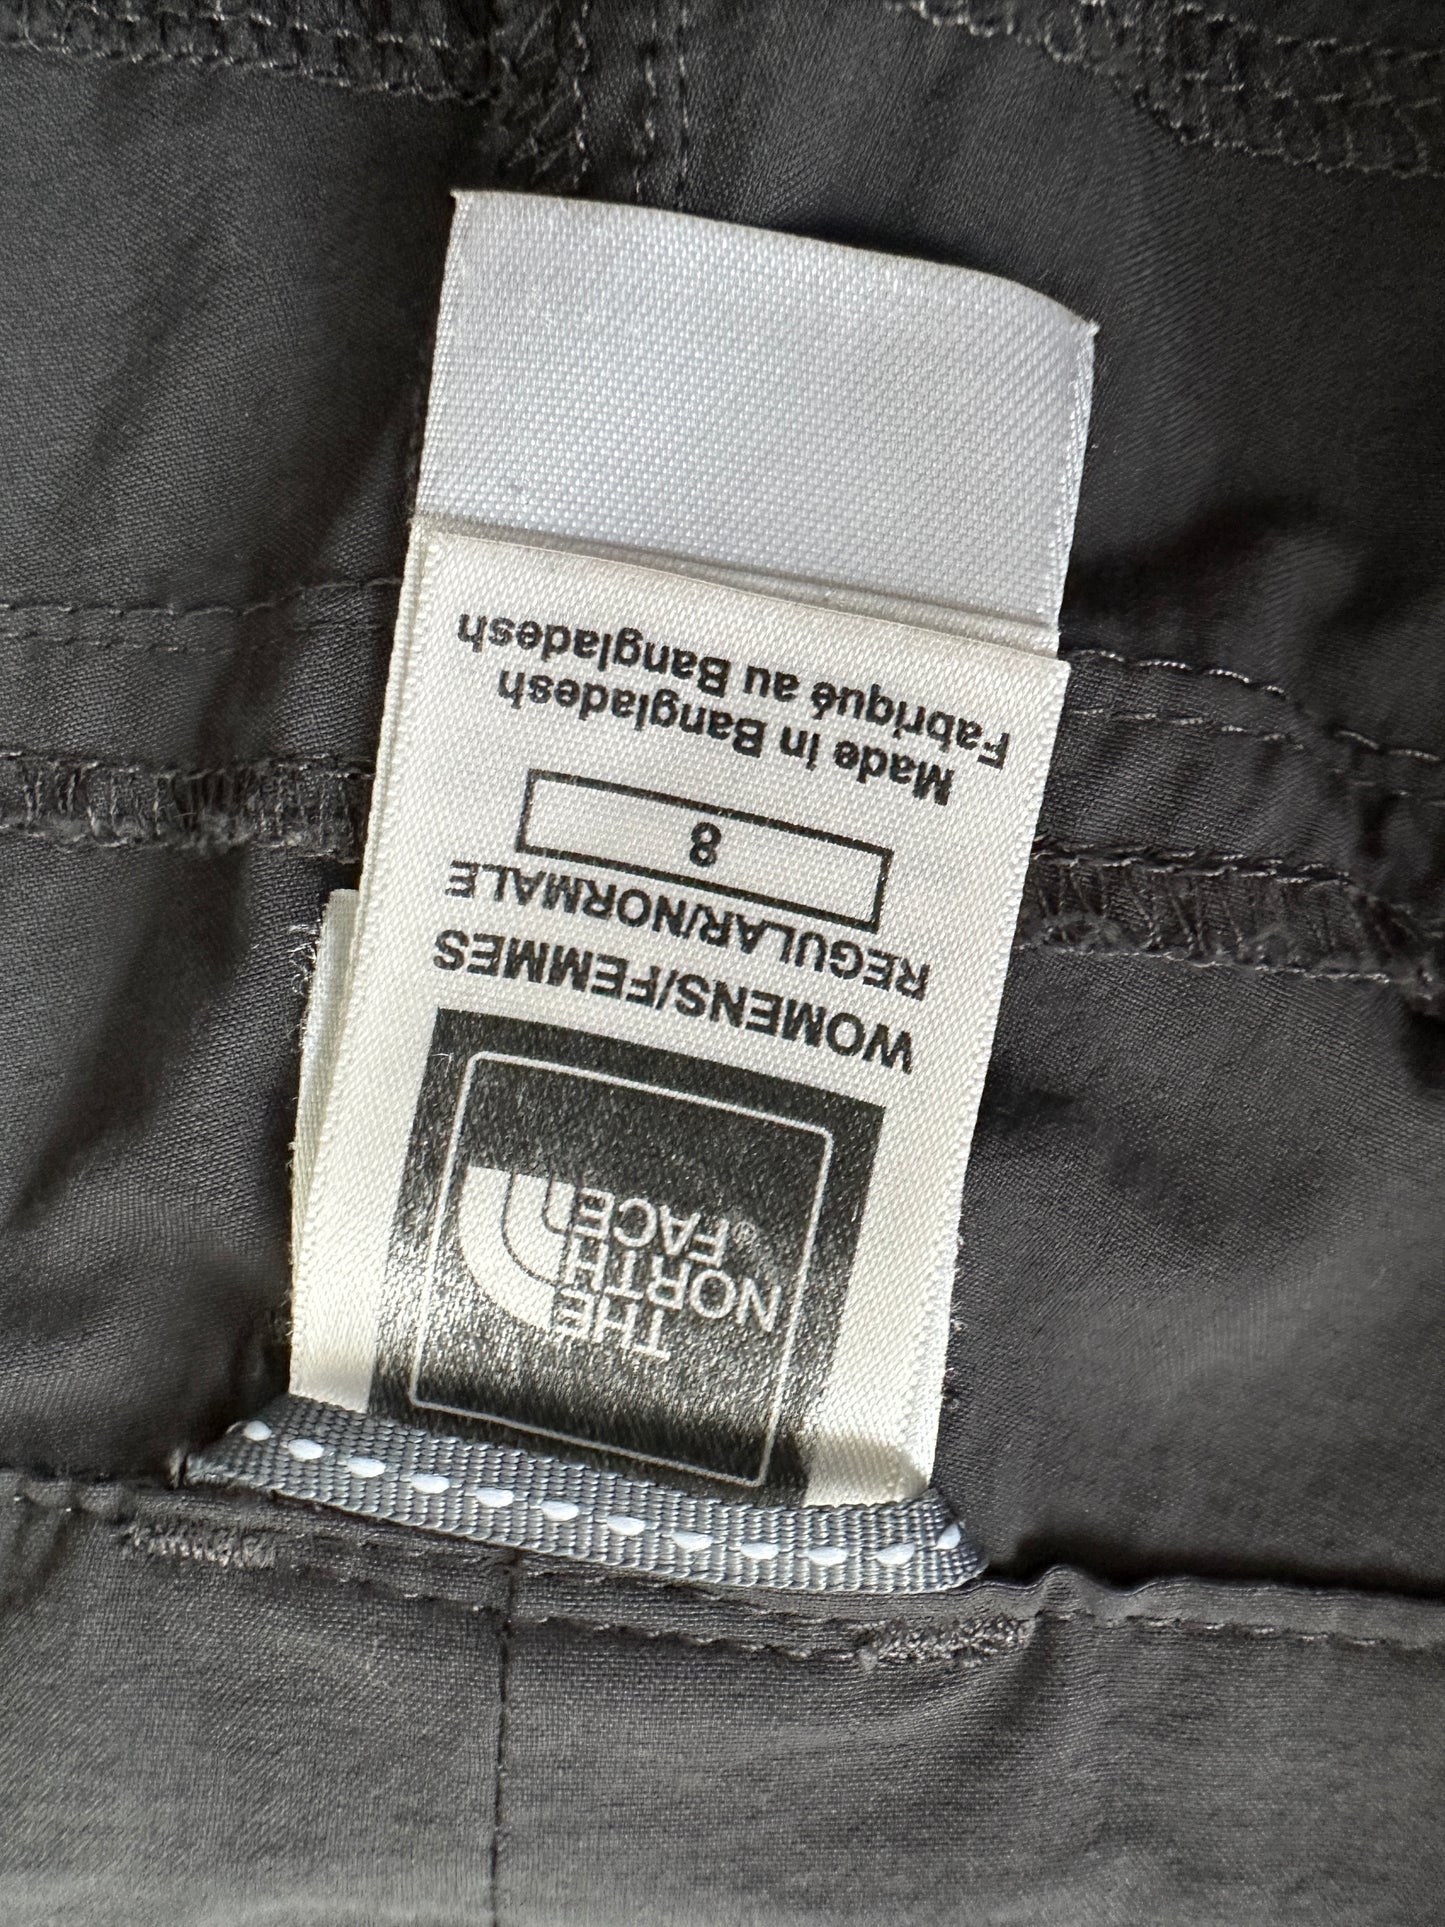 THE
NORTH
FACE®
WOMENS/FEMMES
REGULAR/NORMALE
8
Made in Bangladesh
Fabriqué au Bangladesh